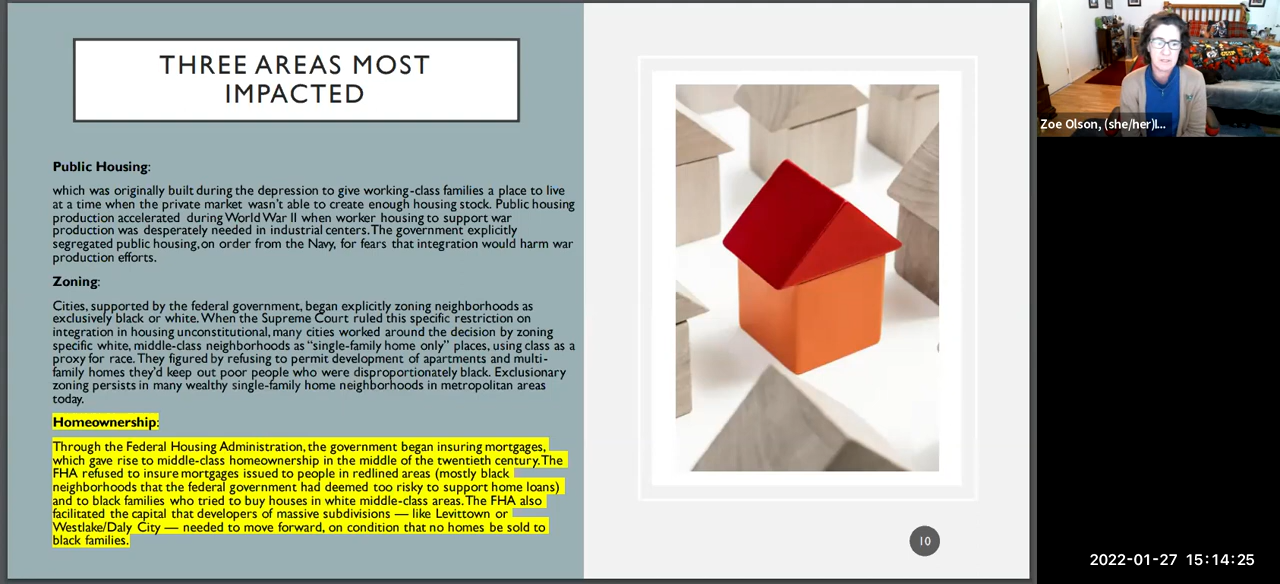 THREE AREAS MOST
IMPACTED
Public Housing:
which was originally built during the depression to give working-class families a place to live
at a time when the private market wasn't able to create enough housing stock. Public housing
production accelerated during World War II when worker housing to support war
production was desperately needed in industrial centers. The government explicitly
segregated public housing, on order from the Navy, for fears that integration would harm war
production efforts.
Zoning:
Cities, supported by the federal government, began explicitly zoning neighborhoods as
exclusively black or white. When the Supreme Court ruled this specific restriction on
integration in housing unconstitutional, many cities worked around the decision by zoning
specific white, middle-class neighborhoods as “single-family home only” places, using class as a
proxy for race. They figured by refusing to permit development of apartments and multi-
family homes they'd keep out poor people who were disproportionately black. Exclusionary
zoning persists in many wealthy single-family home neighborhoods in metropolitan areas
today.
Homeownership:
Through the Federal Housing Administration, the government began insuring mortgages,
which gave rise to middle-class homeownership in the middle of the twentieth century. The
FHA refused to insure mortgages issued to people in redlined areas (mostly black
neighborhoods that the federal government had deemed too risky to support home loans)
and to black families who tried to buy houses in white middle-class areas. The FHA also
facilitated the capital that developers of massive subdivisions — like Levittown or
Westlake/Daly City — needed to move forward, on condition that no homes be sold to
black families.
10
Zoe Olson, (she/her)I...
2022-01-27 15:14:25